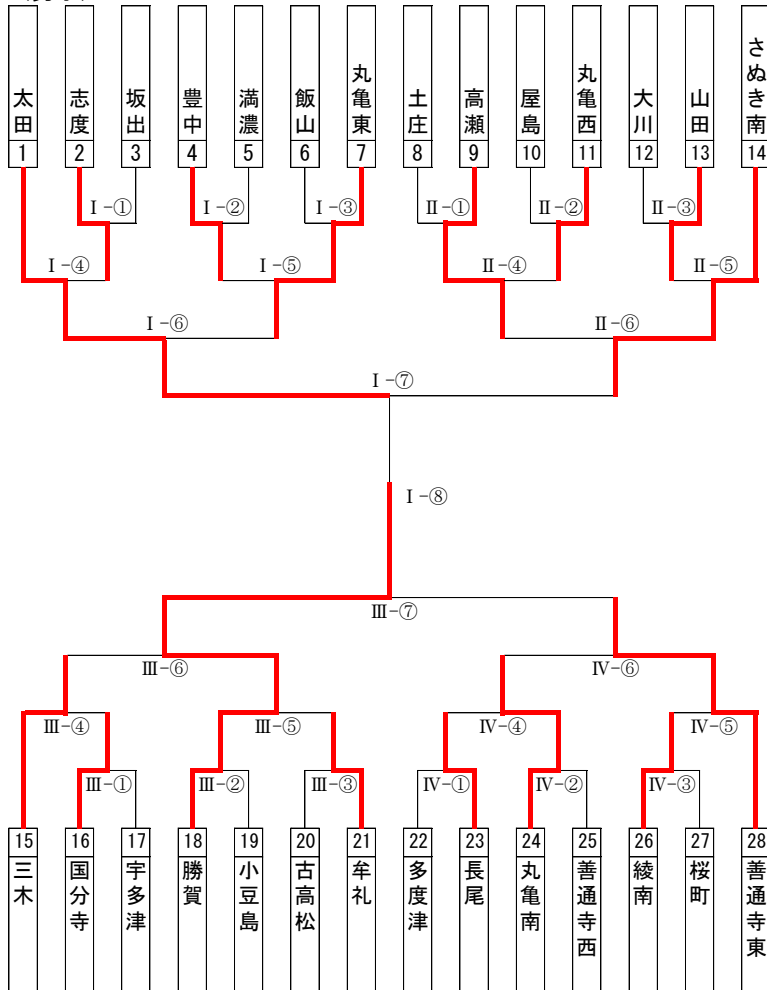 太田
志度
坂出
豊中
満濃
飯山
丸亀東
土庄
高瀬
屋島
丸亀西
大川
山田
さぬき南
1 2 3 4 5 6 7 8 9 10 11 12 13 14
Ⅰ-① Ⅰ-② Ⅰ-③ Ⅱ-① Ⅱ-② Ⅱ-③
Ⅰ-④ Ⅰ-⑤ Ⅱ-④ Ⅱ-⑤
Ⅰ-⑥ Ⅱ-⑥
Ⅰ-⑦
Ⅰ-⑧
Ⅲ-⑦
Ⅲ-⑥ Ⅳ-⑥
Ⅲ-④ Ⅲ-⑤ Ⅳ-④ Ⅳ-⑤
Ⅲ-① Ⅲ-② Ⅲ-③ Ⅳ-① Ⅳ-② Ⅳ-③
15 16 17 18 19 20 21 22 23 24 25 26 27 28
三木
国分寺
宇多津
勝賀
小豆島
古高松
牟礼
多度津
長尾
丸亀南
善通寺西
綾南
桜町
善通寺東